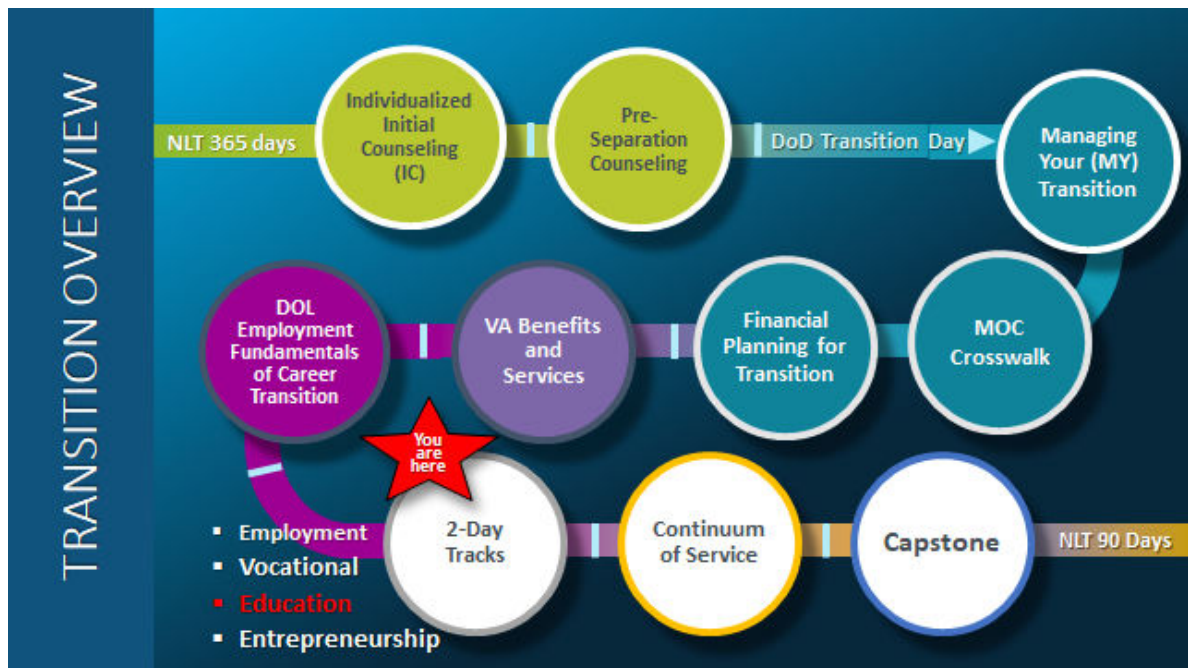 TRANSITION OVERVIEW
NLT 365 days
Individualized
Initial
Counseling
(IC)
Pre-
Separation
Counseling
DoD Transition Day
Managing
Your (MY)
Transition
MOC
Crosswalk
Financial
Planning for
Transition
VA Benefits
and
Services
DOL
Employment
Fundamentals
of Career
Transition
You
are
here
2-Day
Tracks
▪ Employment
▪ Vocational
▪ Education
▪ Entrepreneurship
Continuum
of Service
Capstone
NLT 90 Days